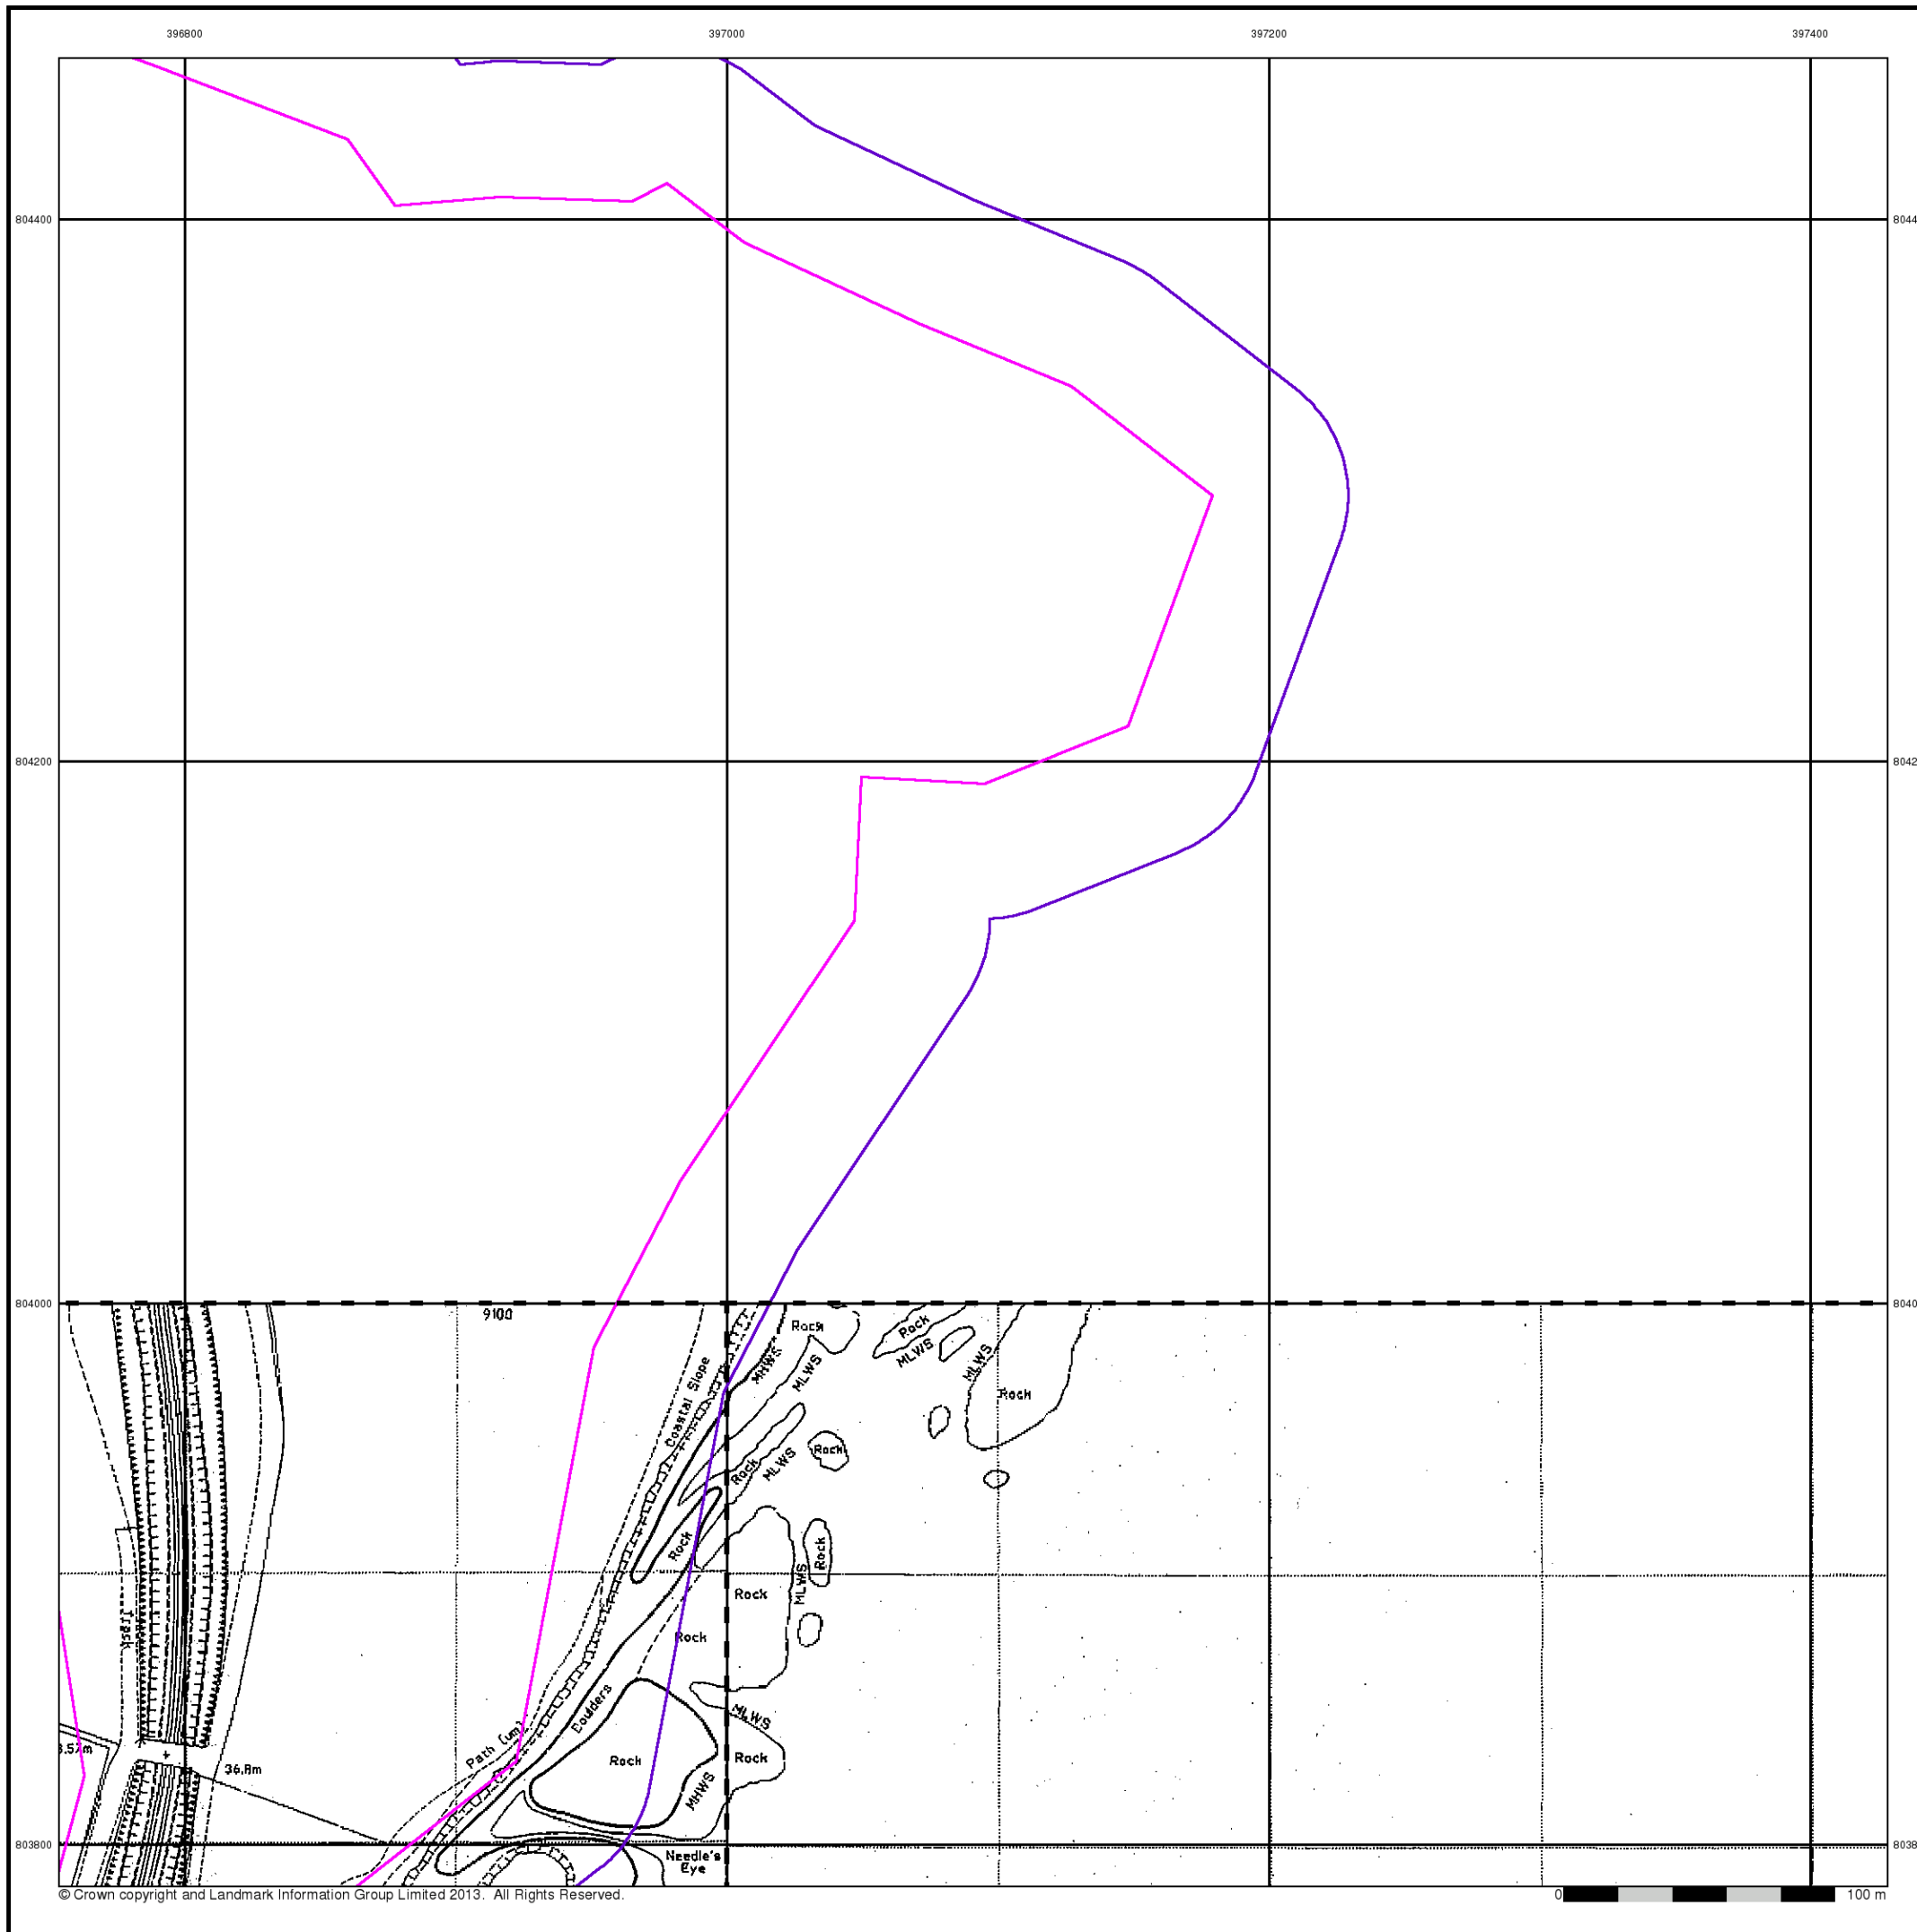 396800 397000 397200 397400
804400
804200
804000
9100
Rock
Rock
MLWS
MHWS
MLWS
MLWS
Coastal Slope
Rock
Rock
Rock
MLWS
Rock
Rock
MLWS
Rock
Track
Rock
Boulders
MLWS
Path (um)
36.8m
Rock
Rock
MHWS
803800
Needle's
Eye
© Crown copyright and Landmark Information Group Limited 2013. All Rights Reserved.
0 100 m